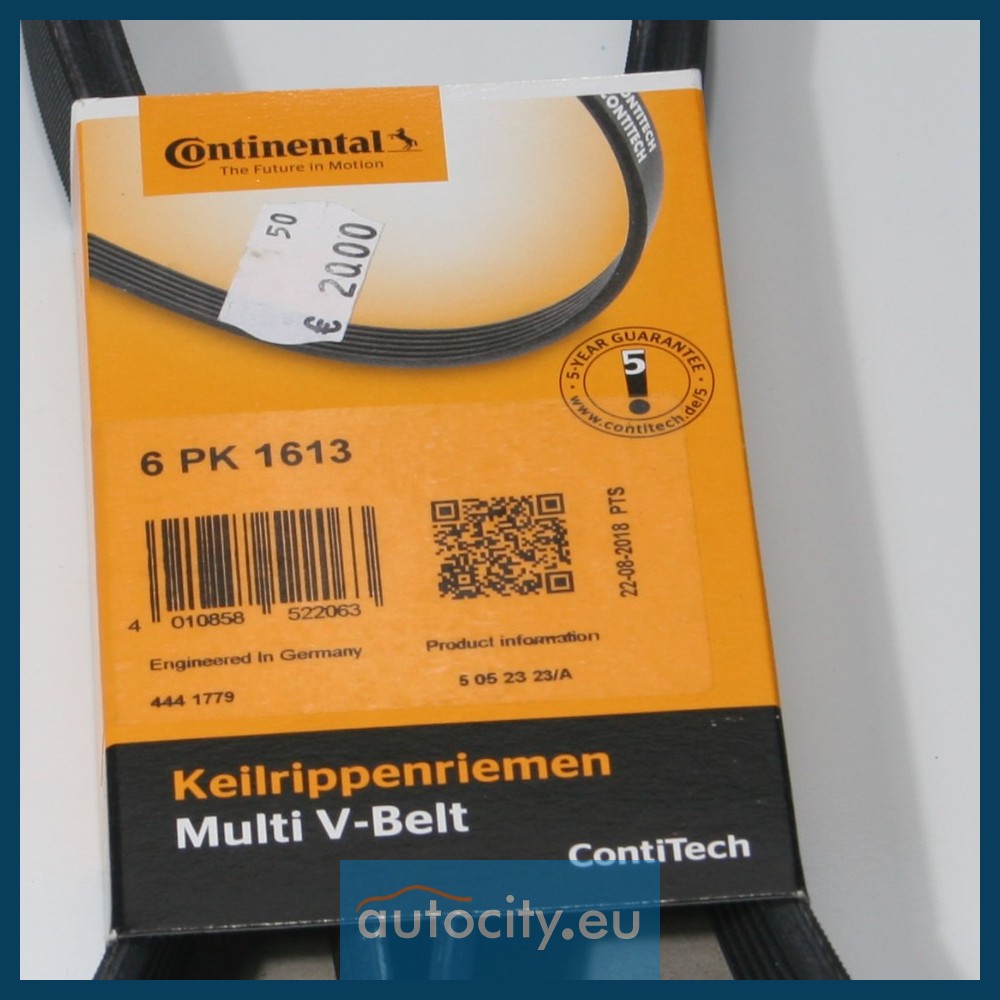 Continental
The Future in Motion
CONTITECH
CONTITECH
50
€ 2000
5-YEAR GUARANTEE
5
www.contitech.de/5
6 PK 1613
22-08-2018 PTS
4 010858 522063
Engineered In Germany
Product information
444 1779
5 05 23 23/A
Keilrippenriemen
Multi V-Belt
ContiTech
autocity.eu